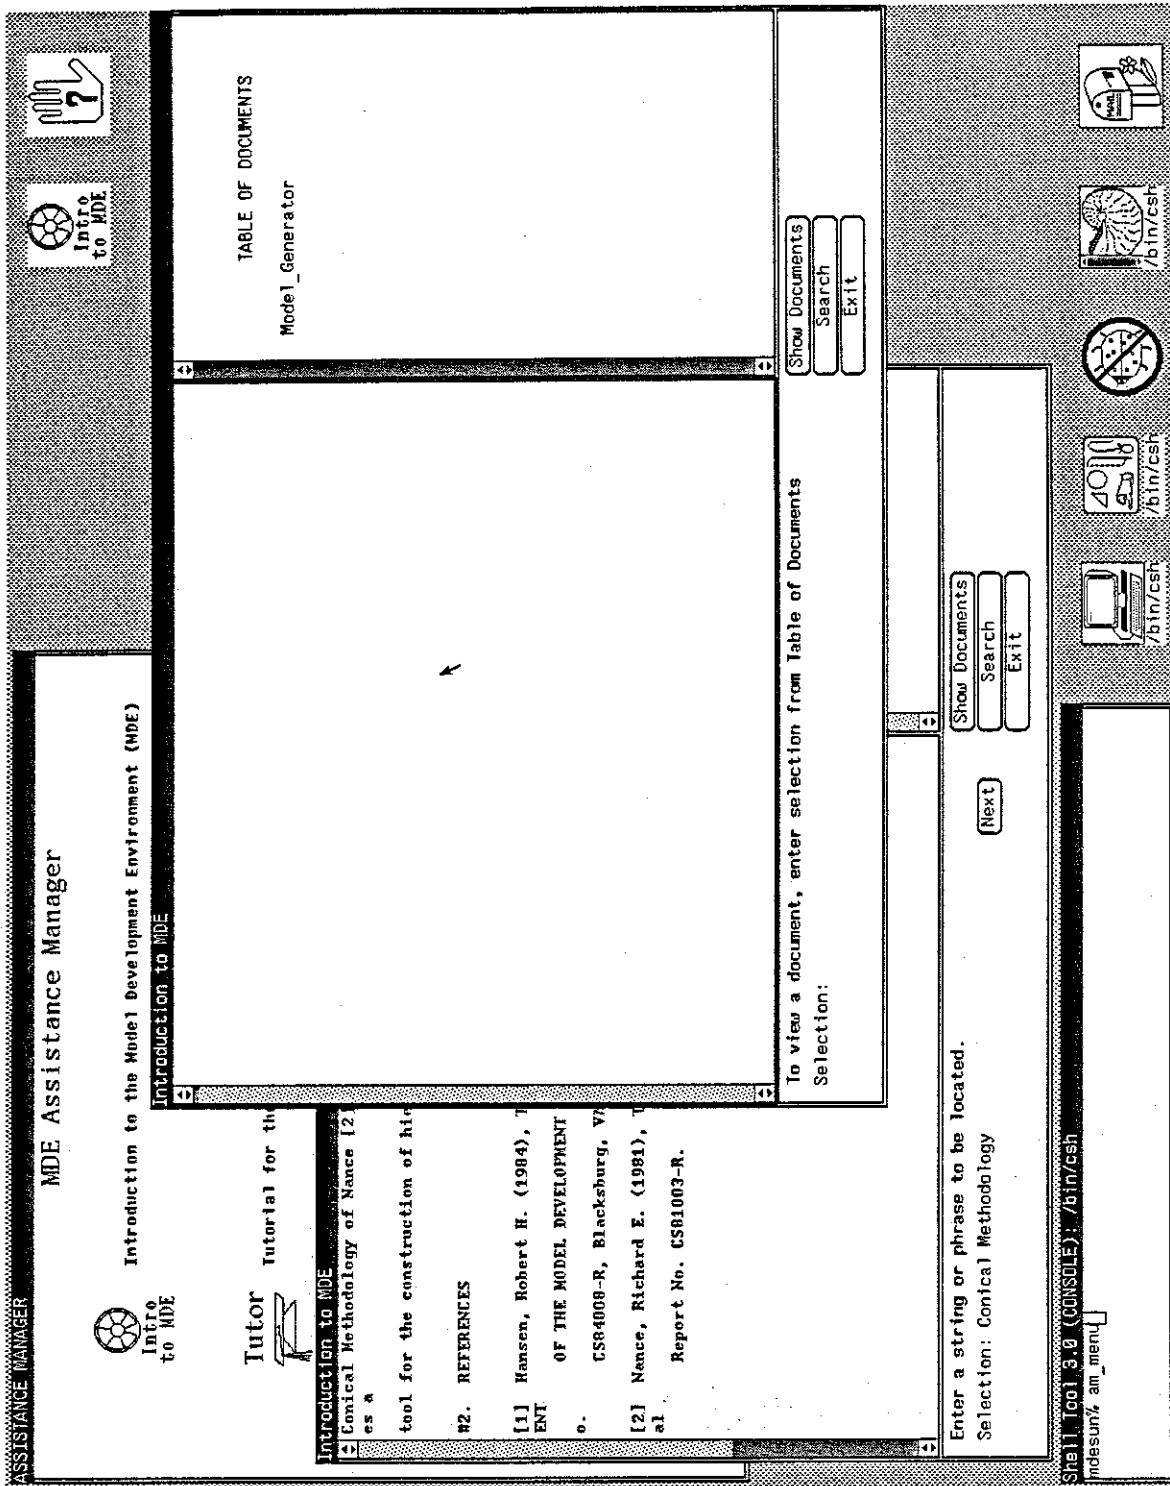 ASSISTANCE MANAGER
MDE Assistance Manager
Intro
to MDE
Introduction to the Model Development Environment (MDE)
Tutor
Tutorial for the
Introduction to MDE
Conical Methodology of Nance [2]
es a
tool for the construction of hie
#2. REFERENCES
[1] Hansen, Robert H. (1984), T
ENT
OF THE MODEL DEVELOPMENT
o.
CS84008-R, Blacksburg, VA
[2] Nance, Richard E. (1981),
al
Report No. CS81003-R.
Enter a string or phrase to be located.
Selection: Conical Methodology
Next
Show Documents
Search
Exit
Introduction to MDE
TABLE OF DOCUMENTS
Model_Generator
To view a document, enter selection from Table of Documents
Selection:
Show Documents
Search
Exit
Intro
to MDE
?
Shell Tool 3.0 (CONSOLE): /bin/csh
mdesun% am_menu
/bin/csh
/bin/csh
/bin/csh
MAIL